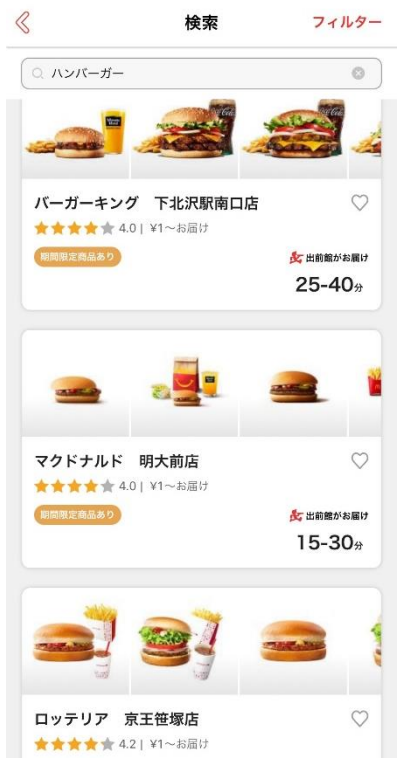 検索
フィルター
ハンバーガー
バーガーキング　下北沢駅南口店
4.0 | ¥1〜お届け
期間限定商品あり
出前館がお届け
25-40分
マクドナルド　明大前店
4.0 | ¥1〜お届け
期間限定商品あり
出前館がお届け
15-30分
ロッテリア　京王笹塚店
4.2 | ¥1〜お届け